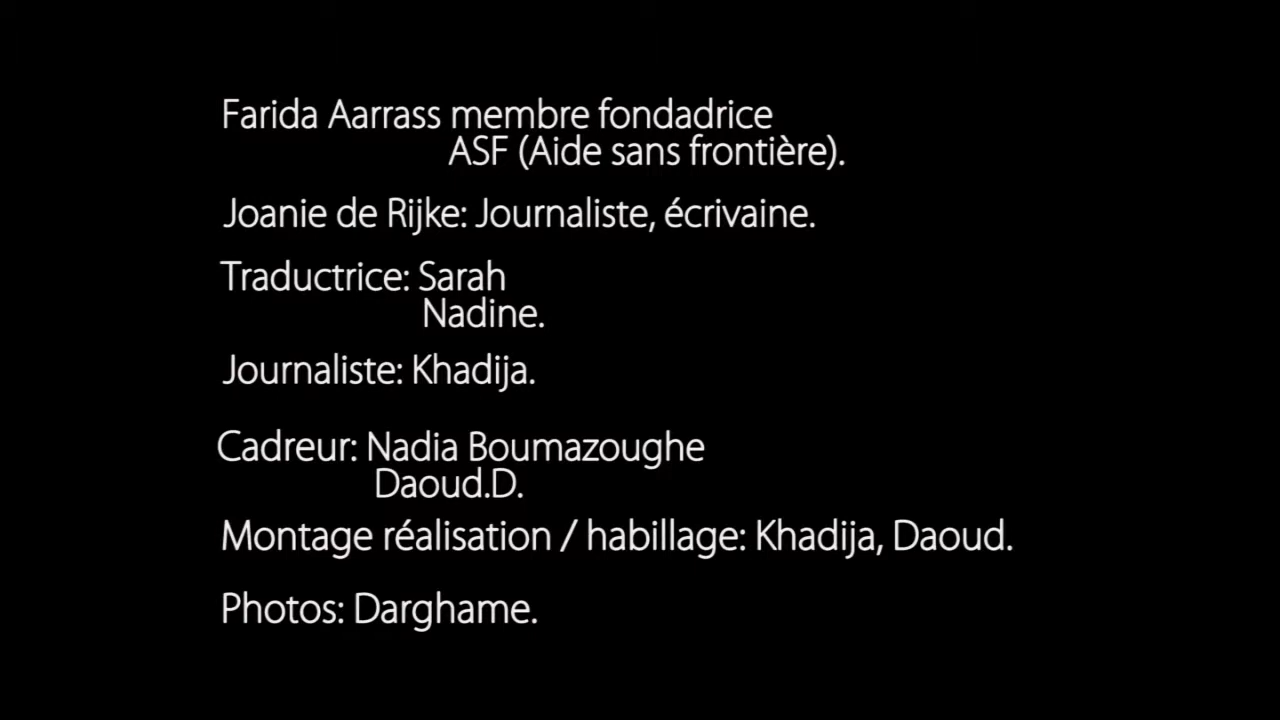 Farida Aarrass membre fondadrice
ASF (Aide sans frontière).
Joanie de Rijke: Journaliste, écrivaine.
Traductrice: Sarah
Nadine.
Journaliste: Khadija.
Cadreur: Nadia Boumazoughe
Daoud.D.
Montage réalisation / habillage: Khadija, Daoud.
Photos: Darghame.